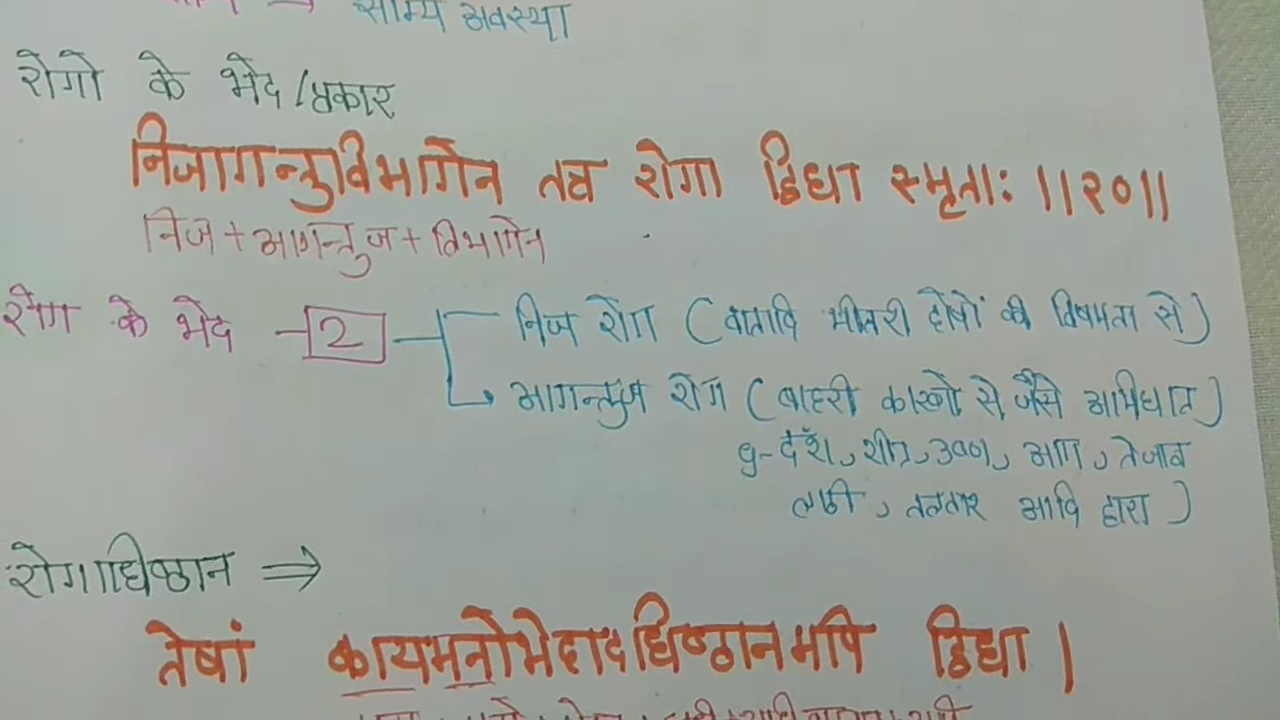 साम्य अवस्था
रोगो के भेद / प्रकार
निजागन्तुविभागेन तत्र रोगा द्विधा स्मृताः ||२०||
निज + आगन्तुज + विभागेन
रोग के भेद - 2
निज रोग (वातादि भीतरी दोषों की विषमता से)
आगन्तुज रोग (बाहरी कारणों से, जैसे अभिघात)
दंश, शीत, उष्ण, आग, तेजाब
लाठी, तलवार आदि द्वारा)
रोगाधिष्ठान ⇒
तेषां कायमनोभेदादधिष्ठानमपि द्विधा |